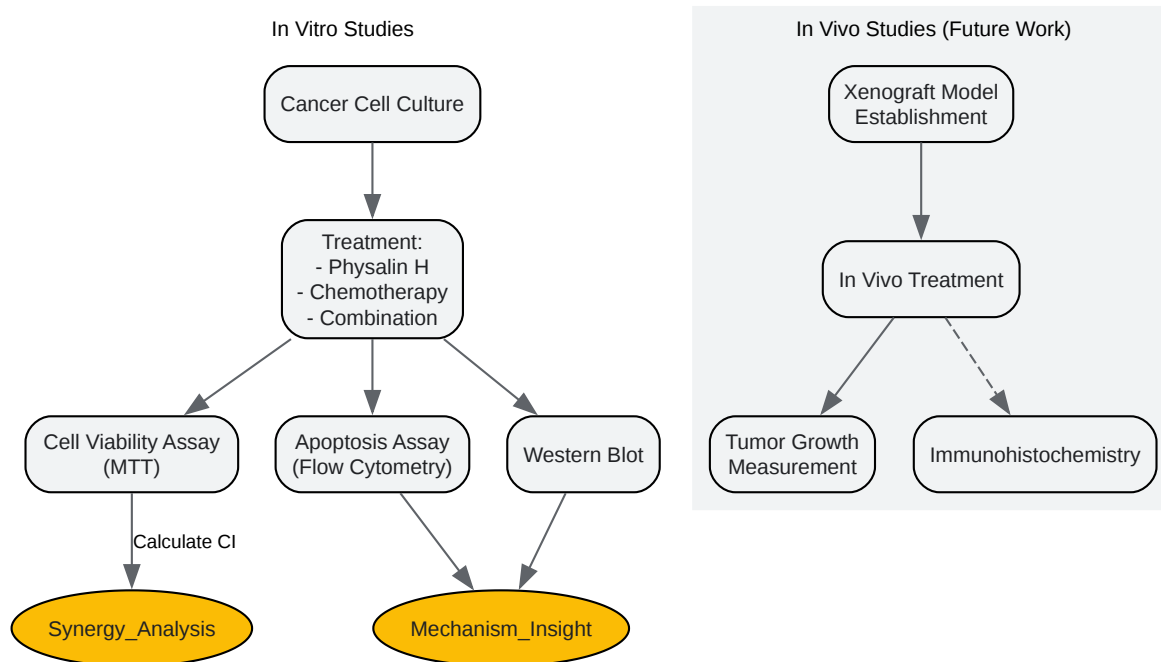 In Vitro Studies
Cancer Cell Culture
Treatment:
- Physalin H
- Chemotherapy
- Combination
Cell Viability Assay
(MTT)
Apoptosis Assay
(Flow Cytometry)
Western Blot
Calculate CI
Synergy_Analysis
Mechanism_Insight
In Vivo Studies (Future Work)
Xenograft Model
Establishment
In Vivo Treatment
Tumor Growth
Measurement
Immunohistochemistry